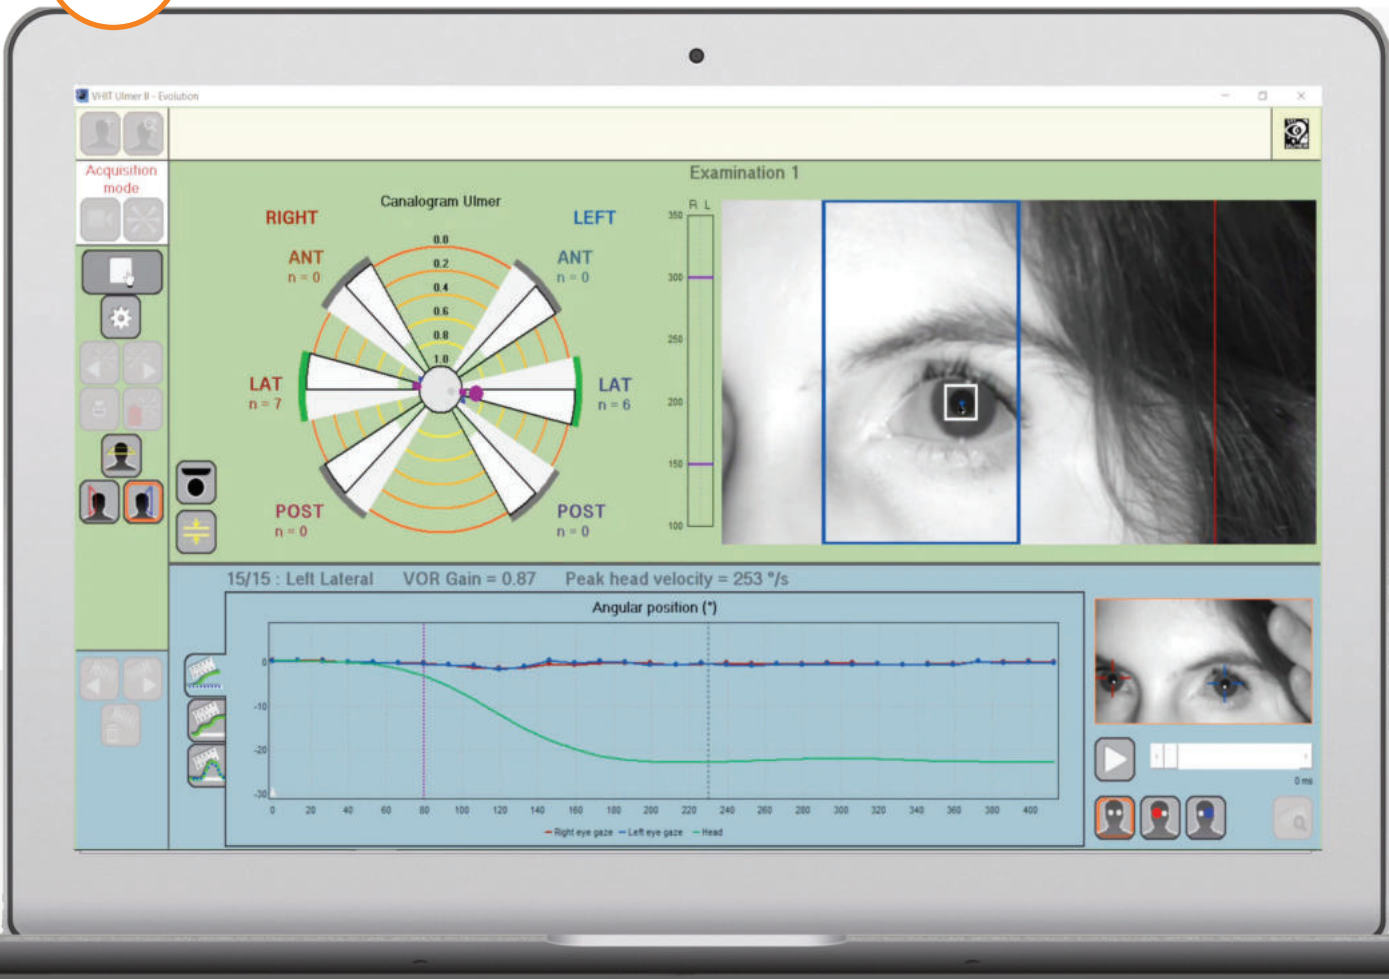 VHIT Ulmer II - Evolution
Acquisition
mode
Examination 1
Canalogram Ulmer
RIGHT
LEFT
ANT
n = 0
ANT
n = 0
0.0
0.2
0.4
0.6
0.8
1.0
LAT
n = 7
LAT
n = 6
POST
n = 0
POST
n = 0
R L
350
300
250
200
150
100
15/15 : Left Lateral VOR Gain = 0.87 Peak head velocity = 253 °/s
Angular position (°)
0
-10
-20
-30
0 20 40 60 80 100 120 140 160 180 200 220 240 260 280 300 320 340 360 380 400
Right eye gaze Left eye gaze Head
0 ms